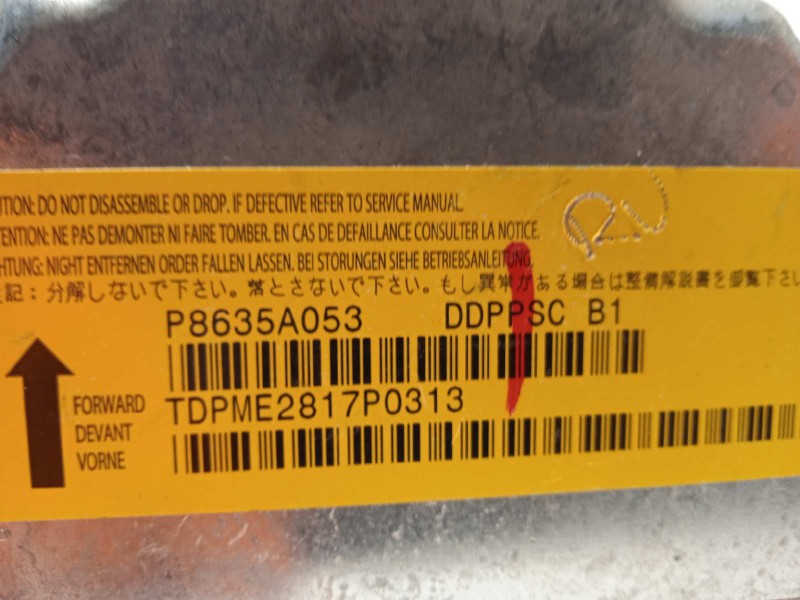 UTION: DO NOT DISASSEMBLE OR DROP. IF DEFECTIVE REFER TO SERVICE MANUAL.
TENTION: NE PAS DEMONTER NI FAIRE TOMBER. EN CAS DE DEFAILLANCE CONSULTER LA NOTICE.
CHTUNG: NIGHT ENTFERNEN ORDER FALLEN LASSEN. BEI STORUNGEN SIEHE BETRIEBSANLEITUNG.
記：分解しないで下さい。落とさないで下さい。もし異常がある場合は整備解説書を御覧下さい
P8635A053 DDPPSC B1
FORWARD TDPME2817P0313
DEVANT
VORNE